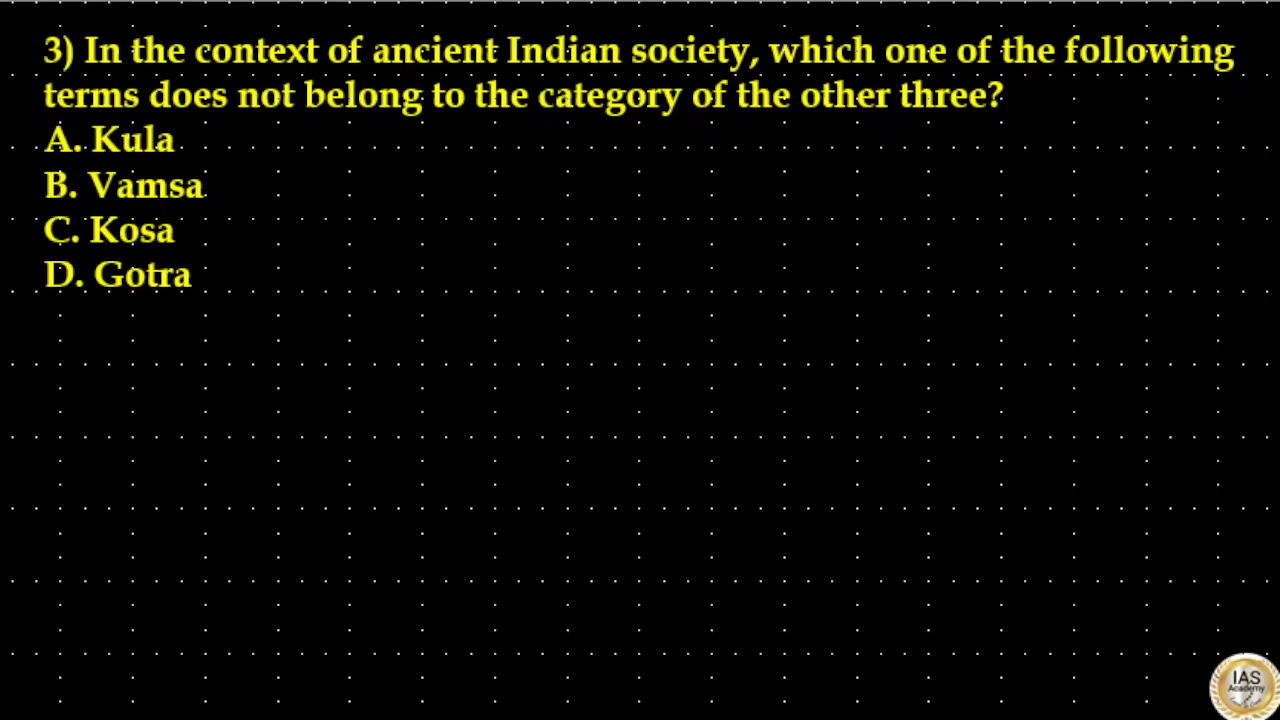 3) In the context of ancient Indian society, which one of the following
terms does not belong to the category of the other three?
A. Kula
B. Vamsa
C. Kosa
D. Gotra
IAS
Academy